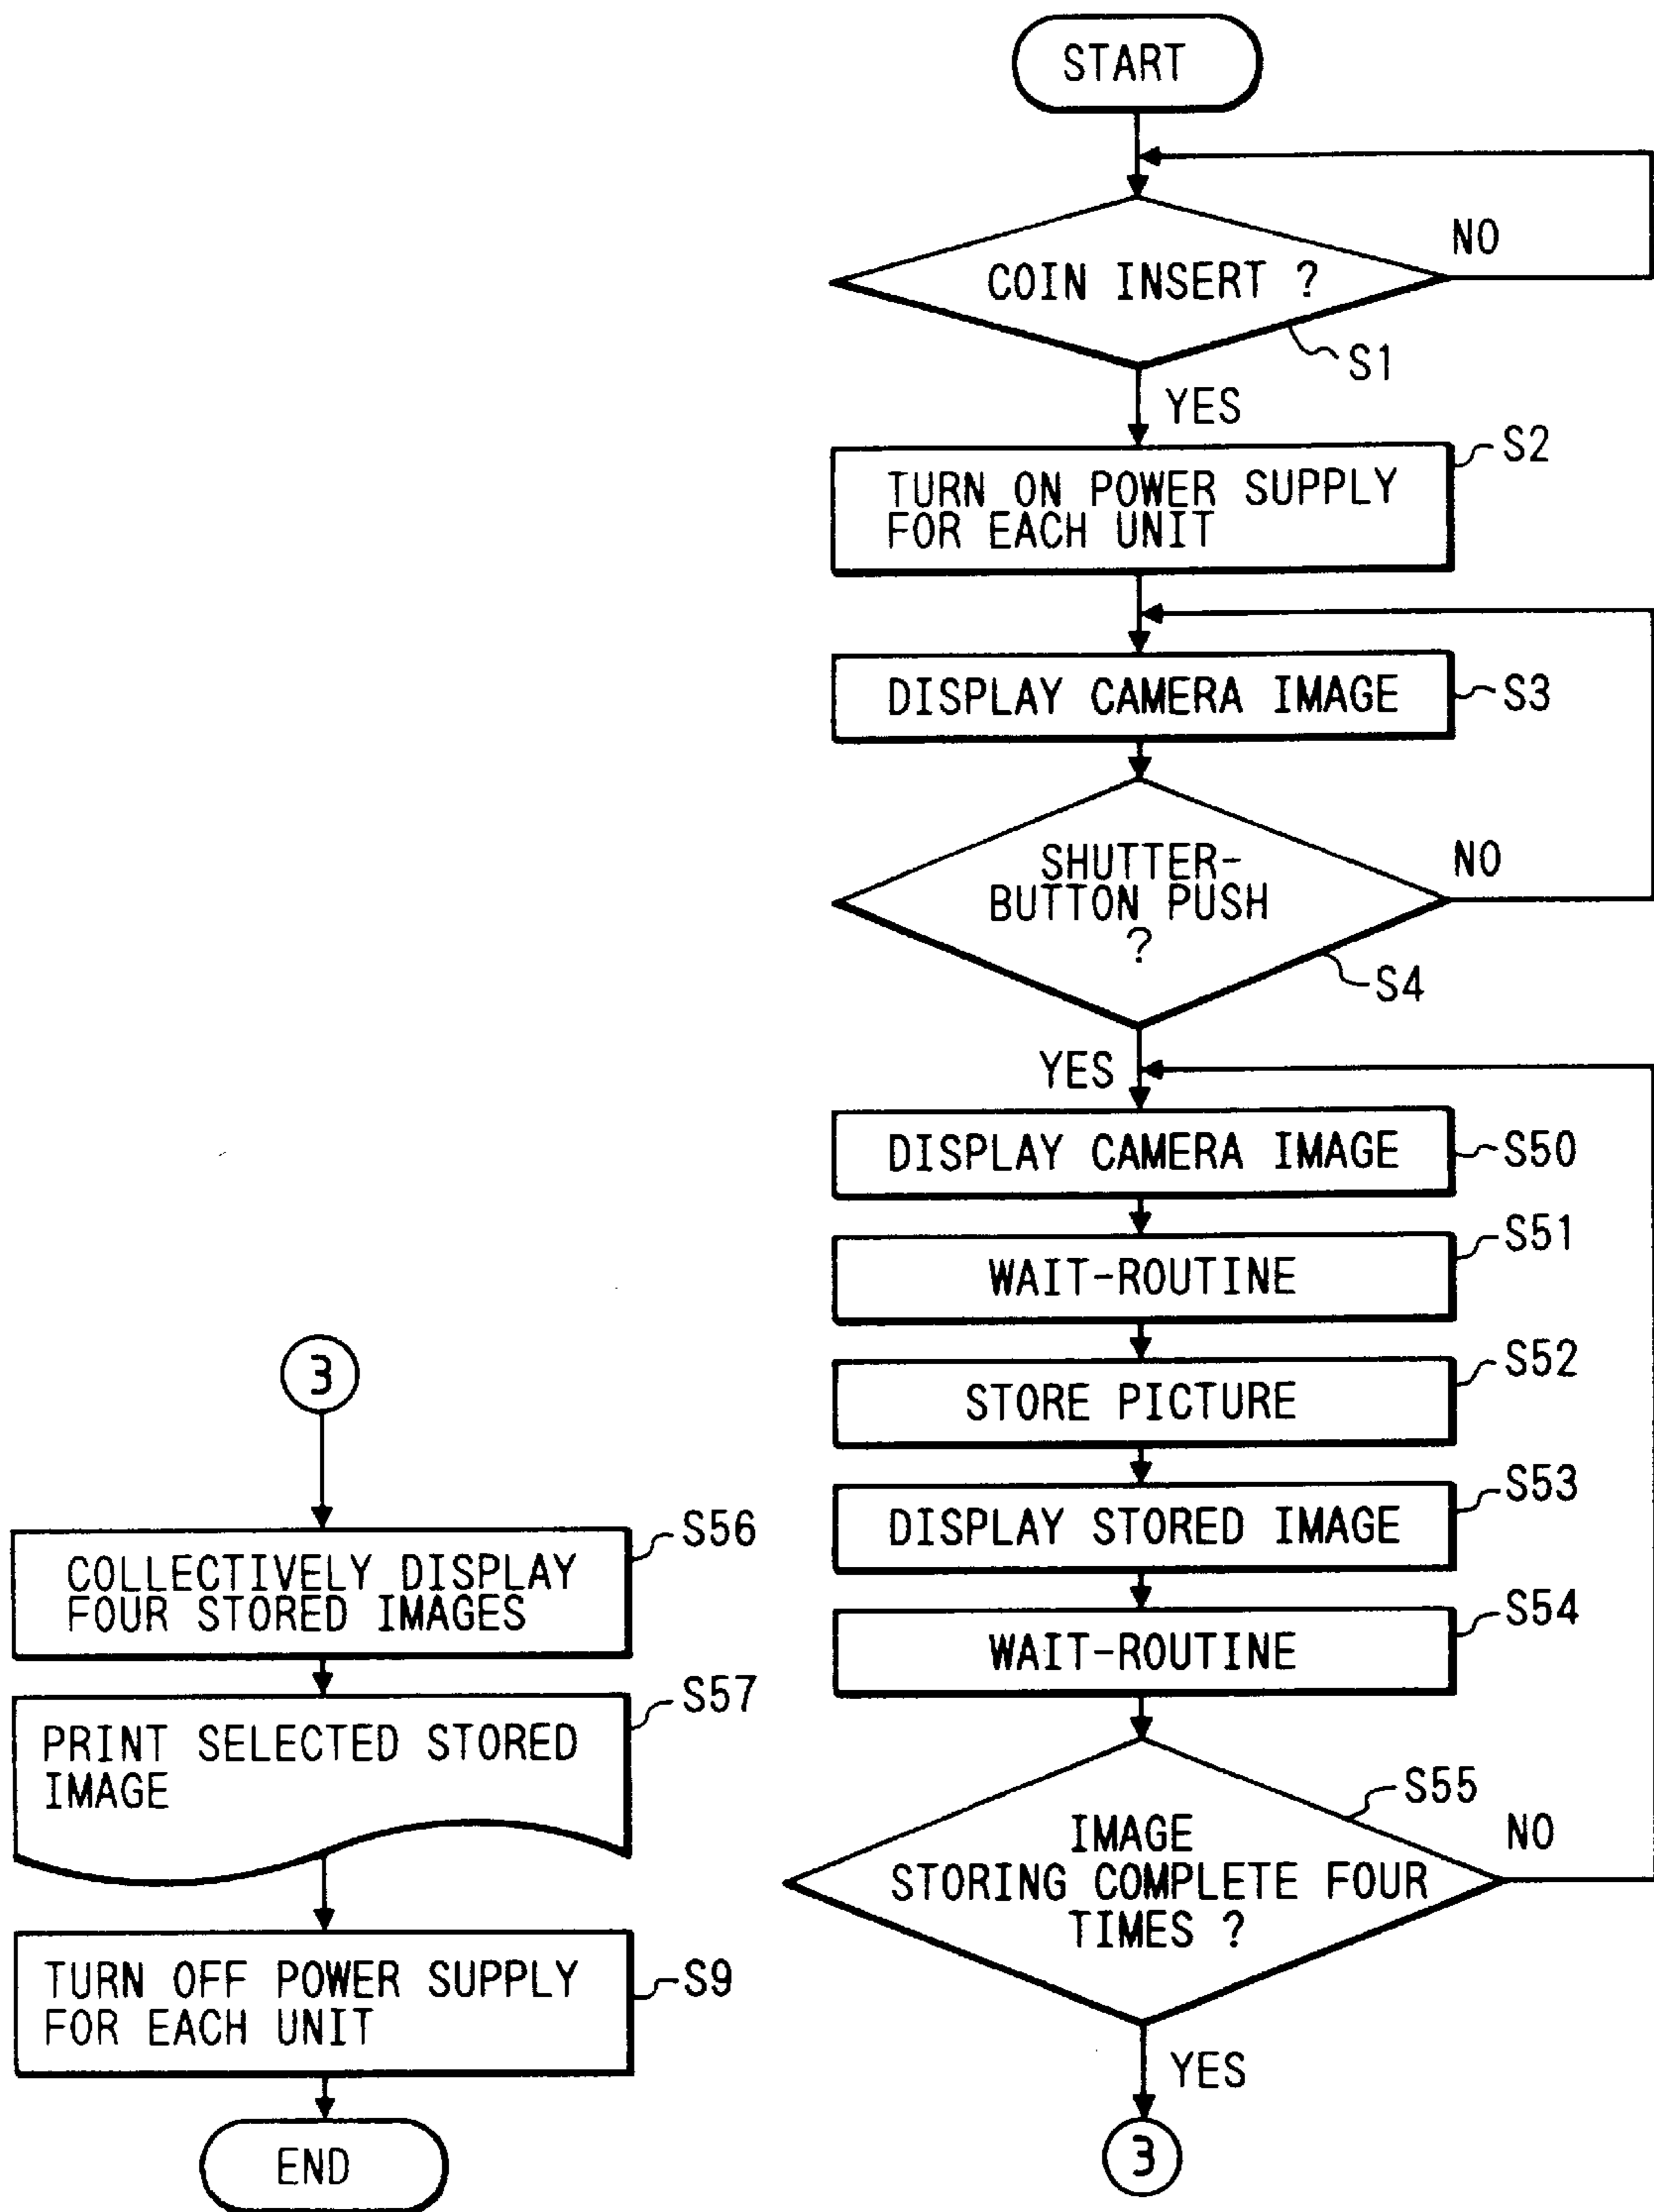 START
COIN INSERT ?
NO
S1
YES
S2
TURN ON POWER SUPPLY
FOR EACH UNIT
DISPLAY CAMERA IMAGE
S3
SHUTTER-
BUTTON PUSH
?
NO
S4
YES
DISPLAY CAMERA IMAGE
S50
S51
WAIT-ROUTINE
S52
STORE PICTURE
S53
DISPLAY STORED IMAGE
S54
WAIT-ROUTINE
S55
IMAGE
STORING COMPLETE FOUR
TIMES ?
NO
YES
3
3
S56
COLLECTIVELY DISPLAY
FOUR STORED IMAGES
S57
PRINT SELECTED STORED
IMAGE
S9
TURN OFF POWER SUPPLY
FOR EACH UNIT
END